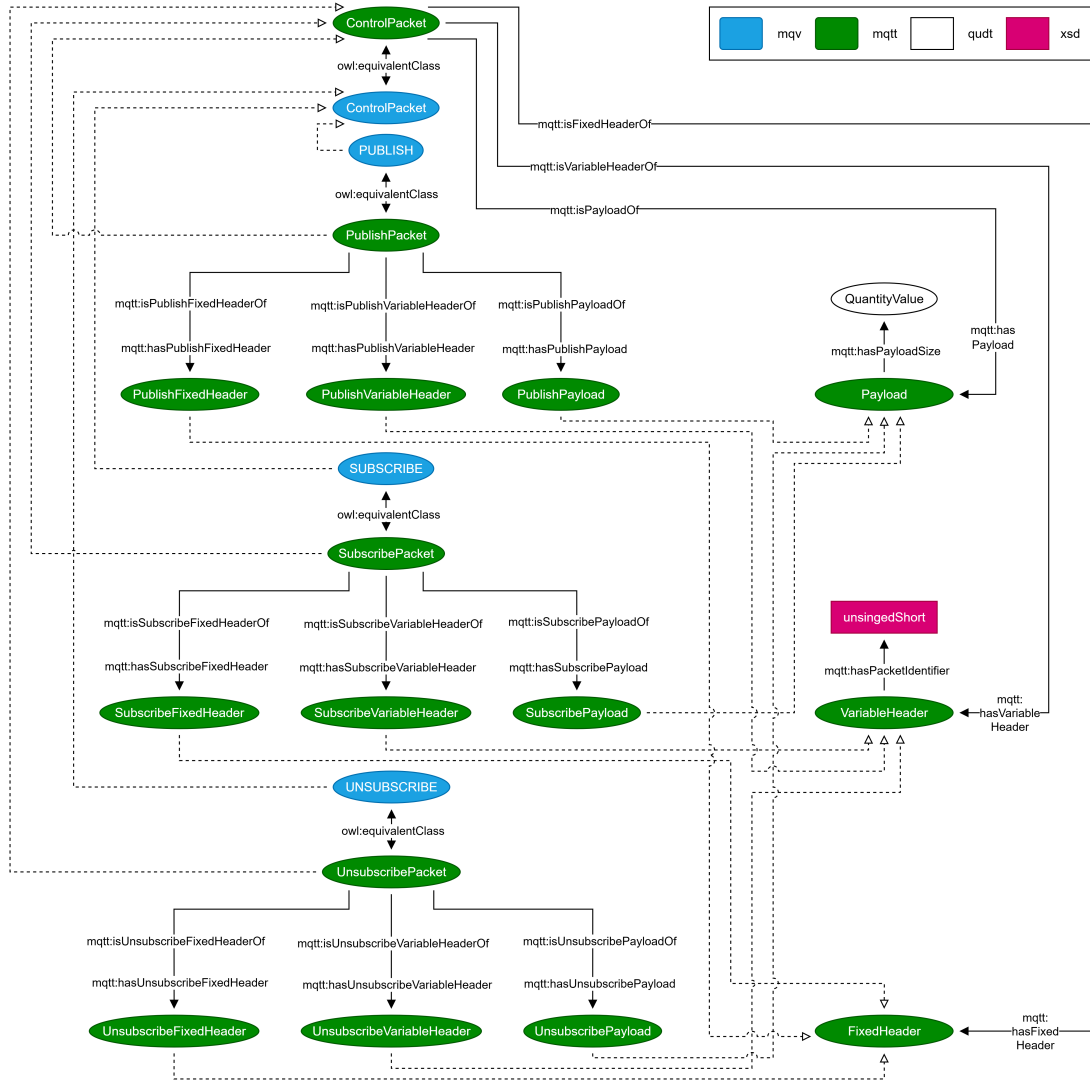 ControlPacket
mqv
mqtt
qudt
xsd
owl:equivalentClass
ControlPacket
mqtt:isFixedHeaderOf
PUBLISH
mqtt:isVariableHeaderOf
owl:equivalentClass
mqtt:isPayloadOf
PublishPacket
mqtt:isPublishFixedHeaderOf
mqtt:isPublishVariableHeaderOf
mqtt:isPublishPayloadOf
QuantityValue
mqtt:has
Payload
mqtt:hasPublishFixedHeader
mqtt:hasPublishVariableHeader
mqtt:hasPublishPayload
mqtt:hasPayloadSize
PublishFixedHeader
PublishVariableHeader
PublishPayload
Payload
SUBSCRIBE
owl:equivalentClass
SubscribePacket
mqtt:isSubscribeFixedHeaderOf
mqtt:isSubscribeVariableHeaderOf
mqtt:isSubscribePayloadOf
unsingedShort
mqtt:hasSubscribeFixedHeader
mqtt:hasSubscribeVariableHeader
mqtt:hasSubscribePayload
mqtt:hasPacketIdentifier
SubscribeFixedHeader
SubscribeVariableHeader
SubscribePayload
VariableHeader
mqtt:
hasVariable
Header
UNSUBSCRIBE
owl:equivalentClass
UnsubscribePacket
mqtt:isUnsubscribeFixedHeaderOf
mqtt:isUnsubscribeVariableHeaderOf
mqtt:isUnsubscribePayloadOf
mqtt:hasUnsubscribeFixedHeader
mqtt:hasUnsubscribeVariableHeader
mqtt:hasUnsubscribePayload
UnsubscribeFixedHeader
UnsubscribeVariableHeader
UnsubscribePayload
FixedHeader
mqtt:
hasFixed
Header